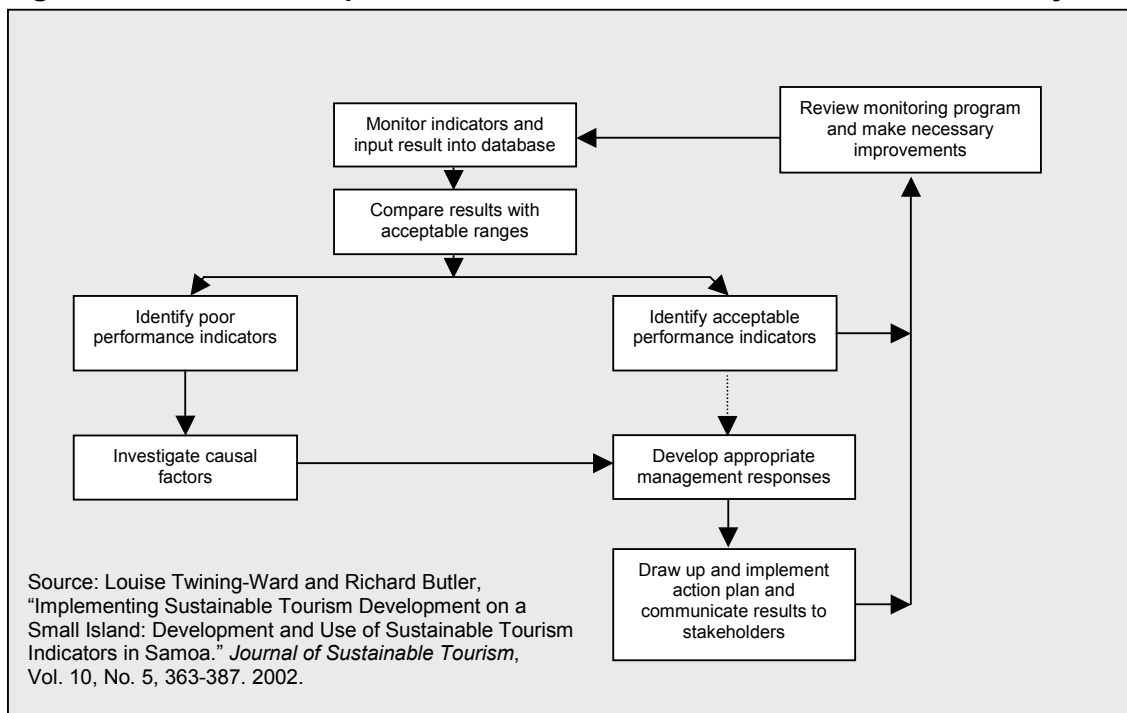 Review monitoring program
and make necessary
improvements
Monitor indicators and
input result into database
Compare results with
acceptable ranges
Identify poor
performance indicators
Identify acceptable
performance indicators
Investigate causal
factors
Develop appropriate
management responses
Draw up and implement
action plan and
communicate results to
stakeholders
Source: Louise Twining-Ward and Richard Butler,
“Implementing Sustainable Tourism Development on a
Small Island: Development and Use of Sustainable Tourism
Indicators in Samoa.” Journal of Sustainable Tourism,
Vol. 10, No. 5, 363-387. 2002.